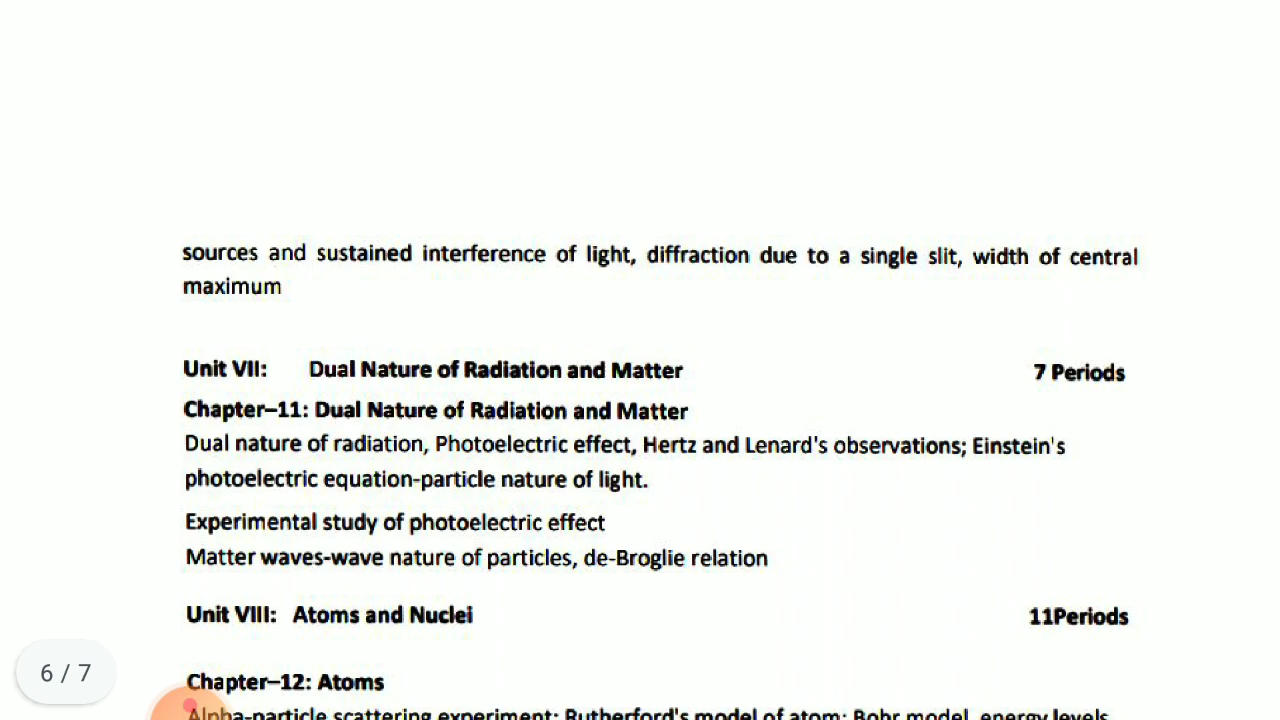 sources and sustained interference of light, diffraction due to a single slit, width of central
maximum
Unit VII: Dual Nature of Radiation and Matter 7 Periods
Chapter–11: Dual Nature of Radiation and Matter
Dual nature of radiation, Photoelectric effect, Hertz and Lenard's observations; Einstein's
photoelectric equation-particle nature of light.
Experimental study of photoelectric effect
Matter waves-wave nature of particles, de-Broglie relation
Unit VIII: Atoms and Nuclei 11Periods
6 / 7
Chapter–12: Atoms
Alpha-particle scattering experiment; Rutherford's model of atom; Bohr model, energy levels,